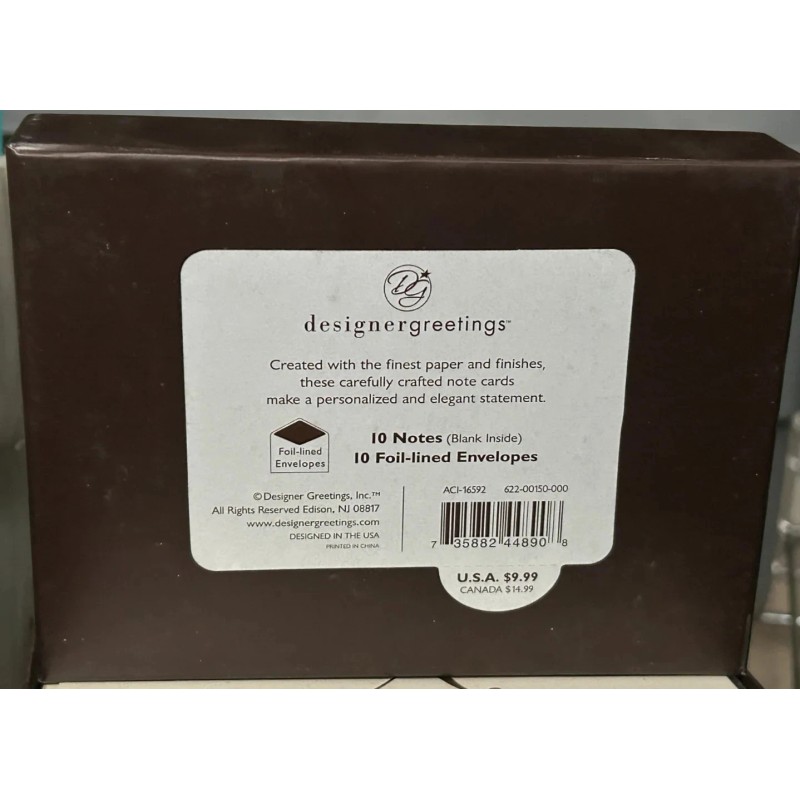 DG
designergreetings™
Created with the finest paper and finishes,
these carefully crafted note cards
make a personalized and elegant statement.
Foil-lined
Envelopes
10 Notes (Blank Inside)
10 Foil-lined Envelopes
© Designer Greetings, Inc.™
All Rights Reserved Edison, NJ 08817
www.designergreetings.com
DESIGNED IN THE USA
PRINTED IN CHINA
ACI-16592 622-00150-000
7 35882 44890 8
U.S.A. $9.99
CANADA $14.99